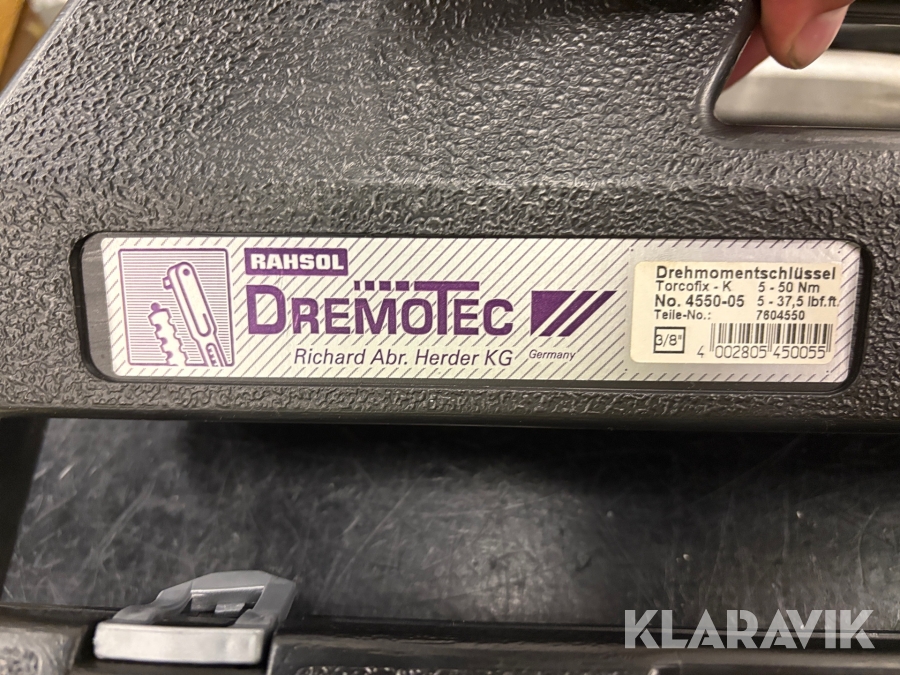 RAHSOL
DREMOTEC
Richard Abr. Herder KG Germany
Drehmomentschlüssel
Torcofix - K 5 - 50 Nm
No. 4550-05 5 - 37,5 lbf.ft.
Teile-No.: 7604550
3/8"
4 002805 450055
KLARAVIK